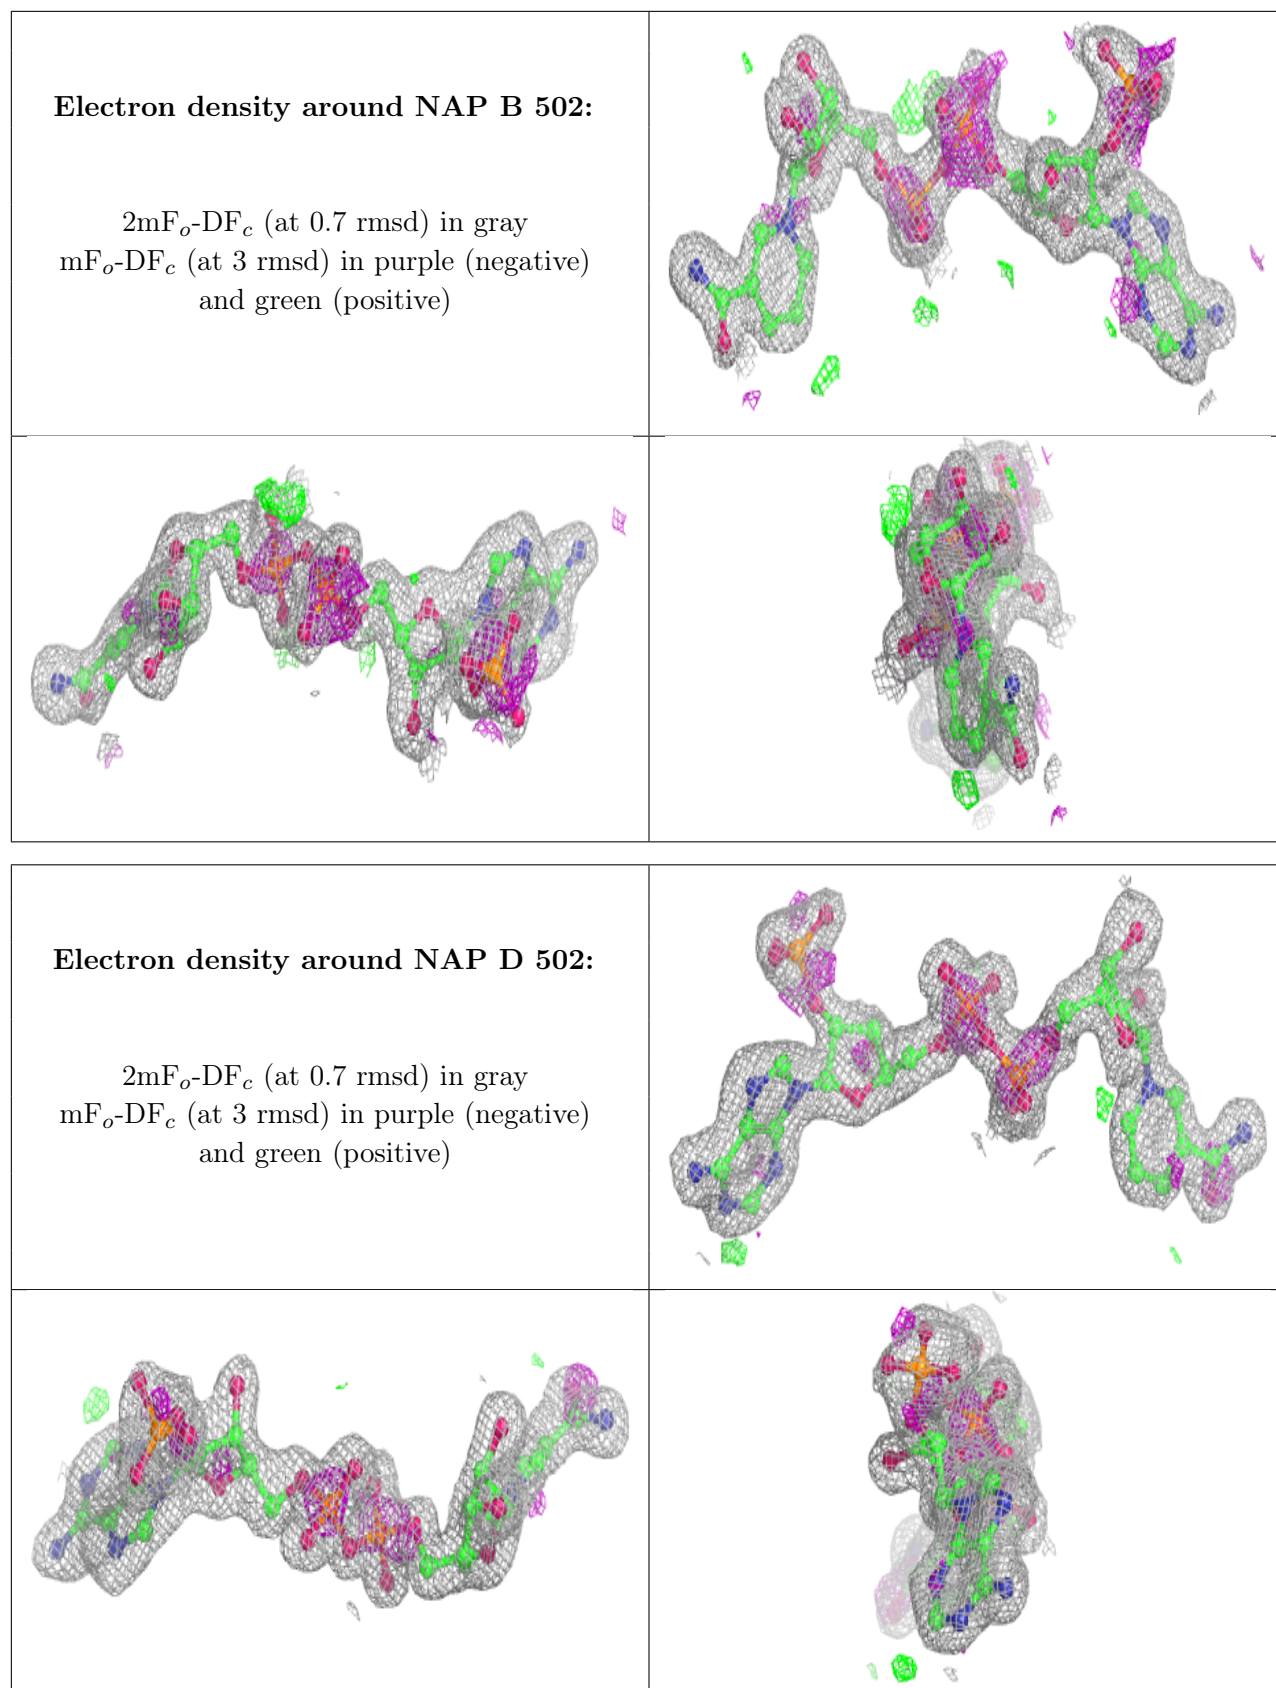 Electron density around NAP B 502:
2mFo-DFc (at 0.7 rmsd) in gray
mFo-DFc (at 3 rmsd) in purple (negative)
and green (positive)
Electron density around NAP D 502:
2mFo-DFc (at 0.7 rmsd) in gray
mFo-DFc (at 3 rmsd) in purple (negative)
and green (positive)